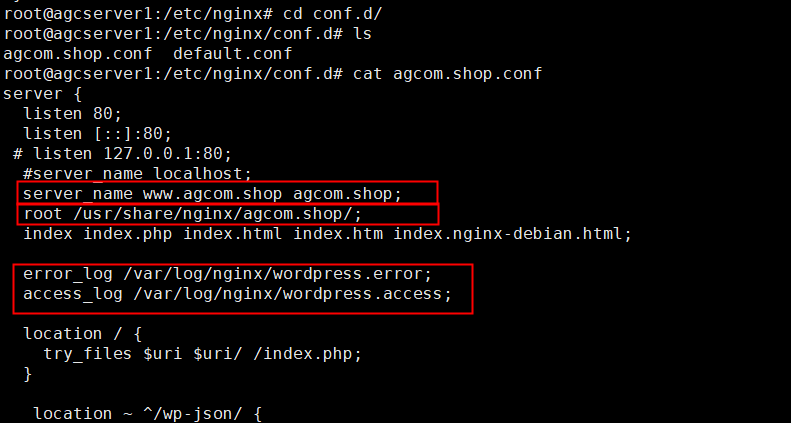 root@agcserver1:/etc/nginx# cd conf.d/
root@agcserver1:/etc/nginx/conf.d# ls
agcom.shop.conf  default.conf
root@agcserver1:/etc/nginx/conf.d# cat agcom.shop.conf
server {
  listen 80;
  listen [::]:80;
 # listen 127.0.0.1:80;
  #server_name localhost;
  server_name www.agcom.shop agcom.shop;
  root /usr/share/nginx/agcom.shop/;
  index index.php index.html index.htm index.nginx-debian.html;

  error_log /var/log/nginx/wordpress.error;
  access_log /var/log/nginx/wordpress.access;

  location / {
    try_files $uri $uri/ /index.php;
  }

   location ~ ^/wp-json/ {